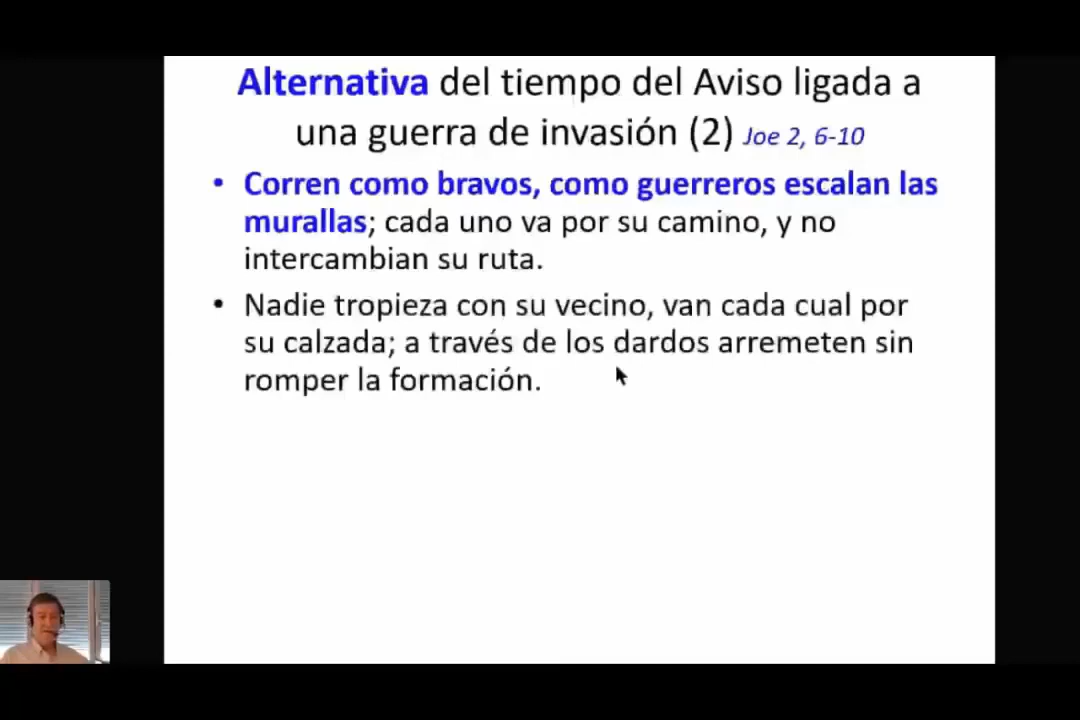 Alternativa del tiempo del Aviso ligada a
una guerra de invasión (2) Joe 2, 6-10
• Corren como bravos, como guerreros escalan las
murallas; cada uno va por su camino, y no
intercambian su ruta.
• Nadie tropieza con su vecino, van cada cual por
su calzada; a través de los dardos arremeten sin
romper la formación.